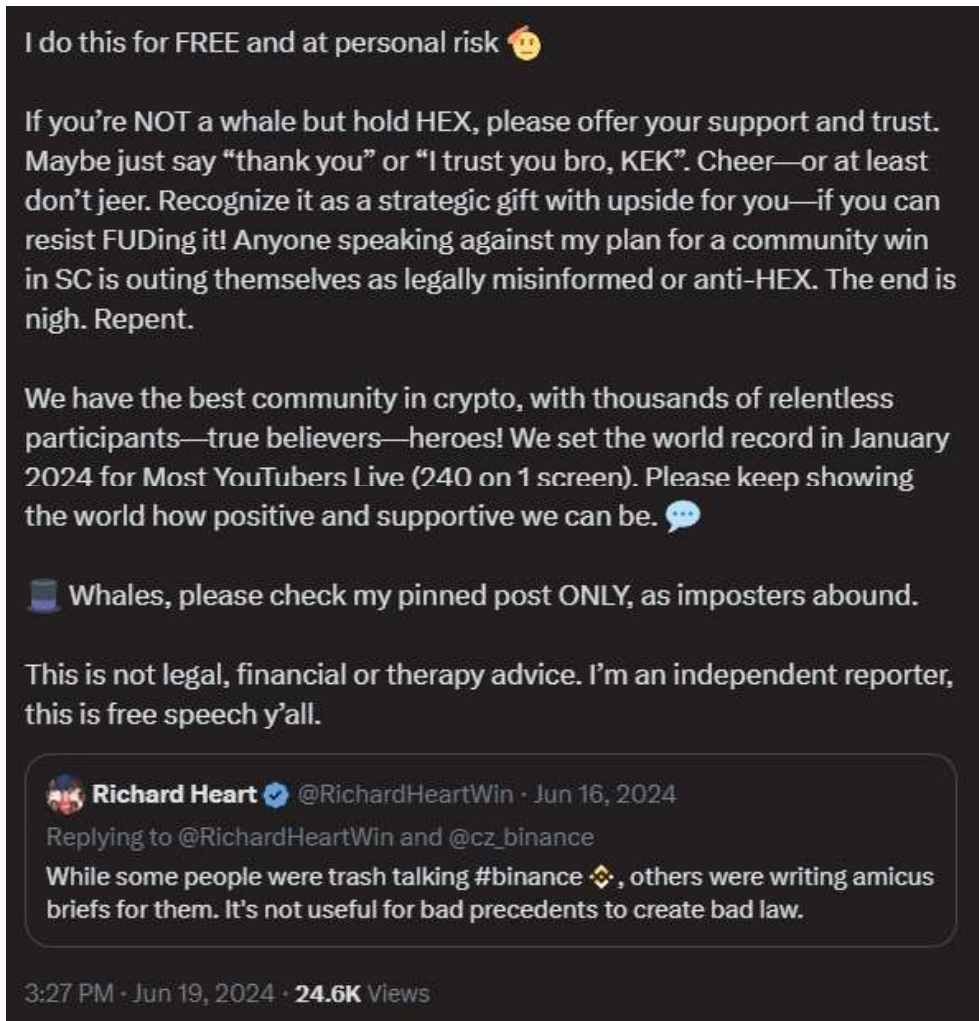 I do this for FREE and at personal risk 🫡
If you’re NOT a whale but hold HEX, please offer your support and trust.
Maybe just say “thank you” or “I trust you bro, KEK”. Cheer—or at least
don’t jeer. Recognize it as a strategic gift with upside for you—if you can
resist FUDing it! Anyone speaking against my plan for a community win
in SC is outing themselves as legally misinformed or anti-HEX. The end is
nigh. Repent.
We have the best community in crypto, with thousands of relentless
participants—true believers—heroes! We set the world record in January
2024 for Most YouTubers Live (240 on 1 screen). Please keep showing
the world how positive and supportive we can be. 💬
🎩 Whales, please check my pinned post ONLY, as imposters abound.
This is not legal, financial or therapy advice. I’m an independent reporter,
this is free speech y’all.
Richard Heart @RichardHeartWin · Jun 16, 2024
Replying to @RichardHeartWin and @cz_binance
While some people were trash talking #binance , others were writing amicus
briefs for them. It's not useful for bad precedents to create bad law.
3:27 PM · Jun 19, 2024 · 24.6K Views